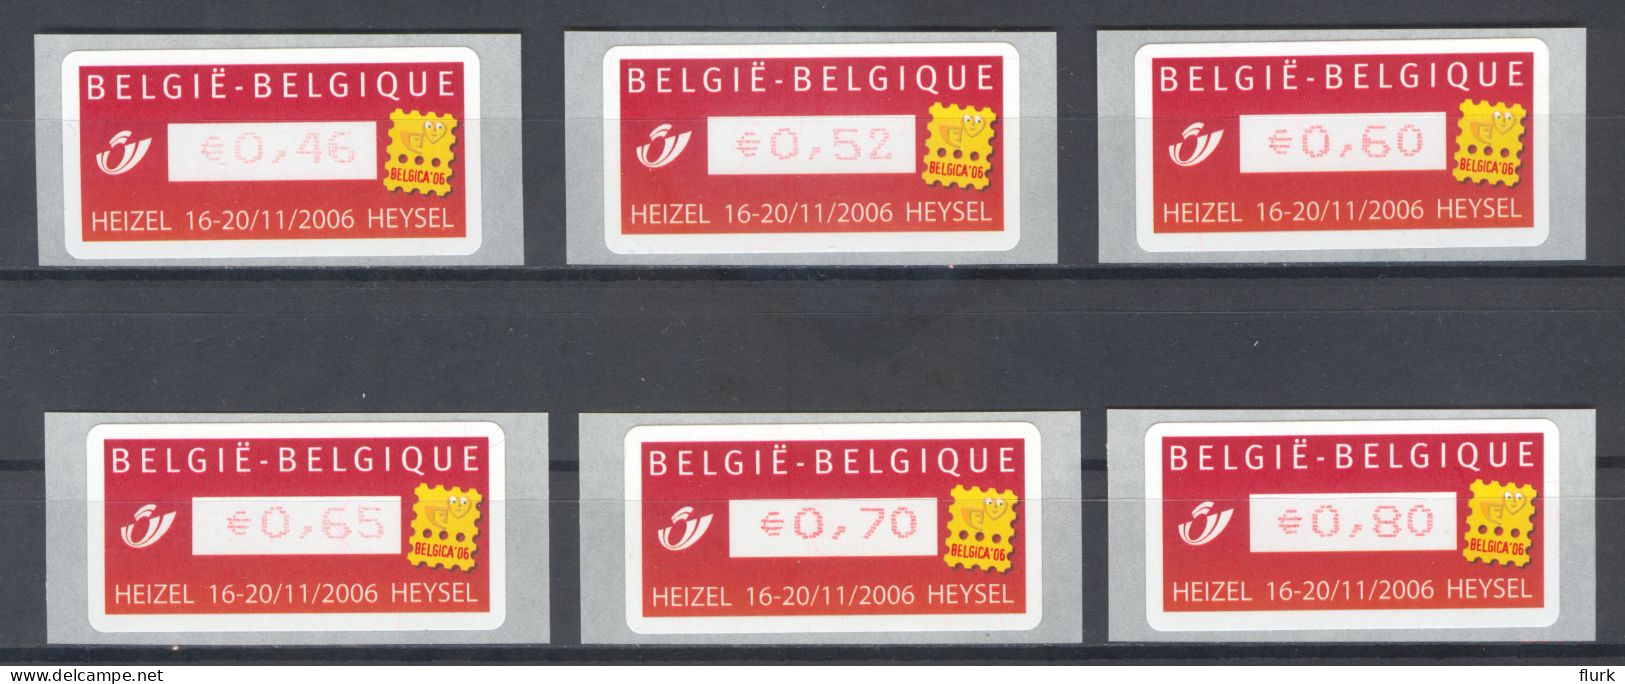 BELGIË-BELGIQUE
€0,46
BELGICA'06
HEIZEL 16-20/11/2006 HEYSEL
BELGIË-BELGIQUE
€0,52
BELGICA'06
HEIZEL 16-20/11/2006 HEYSEL
BELGIË-BELGIQUE
€0,60
BELGICA'06
HEIZEL 16-20/11/2006 HEYSEL
BELGIË-BELGIQUE
€0,65
BELGICA'06
HEIZEL 16-20/11/2006 HEYSEL
BELGIË-BELGIQUE
€0,70
BELGICA'06
HEIZEL 16-20/11/2006 HEYSEL
BELGIË-BELGIQUE
€0,80
BELGICA'06
HEIZEL 16-20/11/2006 HEYSEL
delcampe.net
flurk